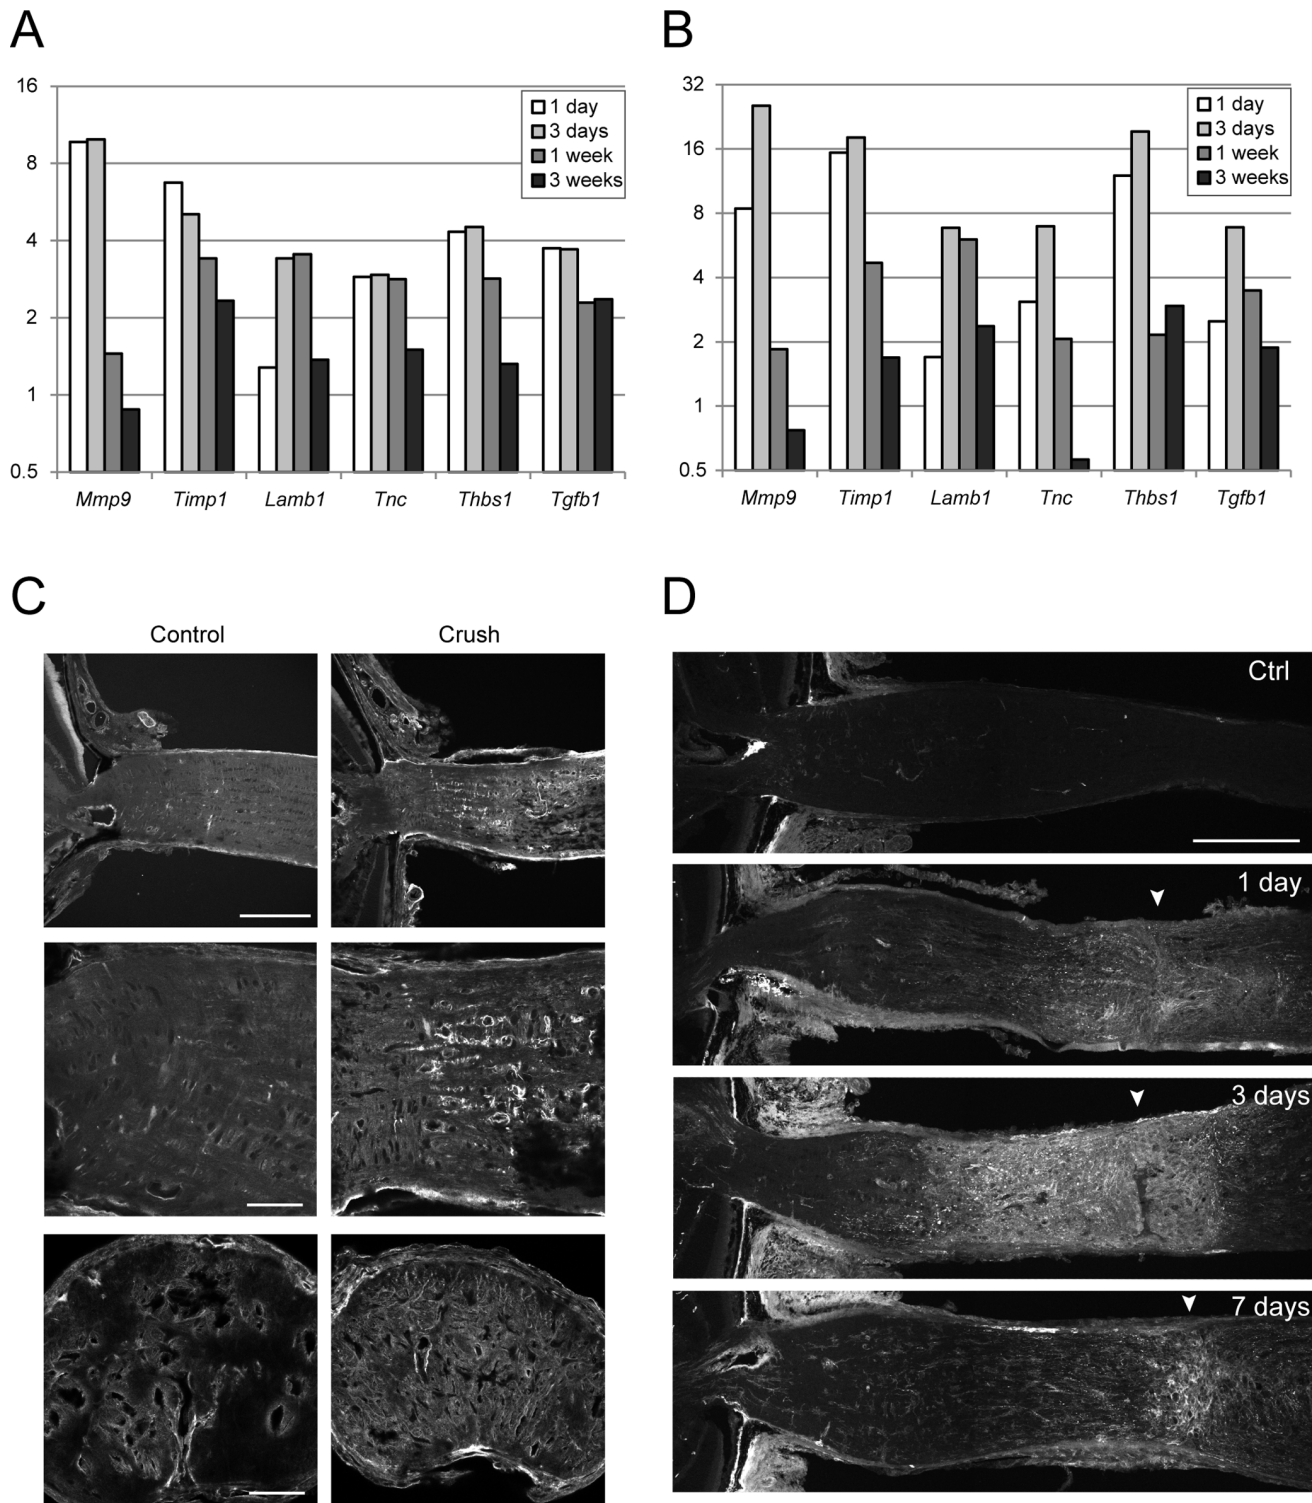 A
16
8
4
2
1
0.5
1 day
3 days
1 week
3 weeks
Mmp9 Timp1 Lamb1 Tnc Thbs1 Tgfb1
B
32
16
8
4
2
1
0.5
1 day
3 days
1 week
3 weeks
Mmp9 Timp1 Lamb1 Tnc Thbs1 Tgfb1
C
Control Crush
D
Ctrl
1 day
3 days
7 days